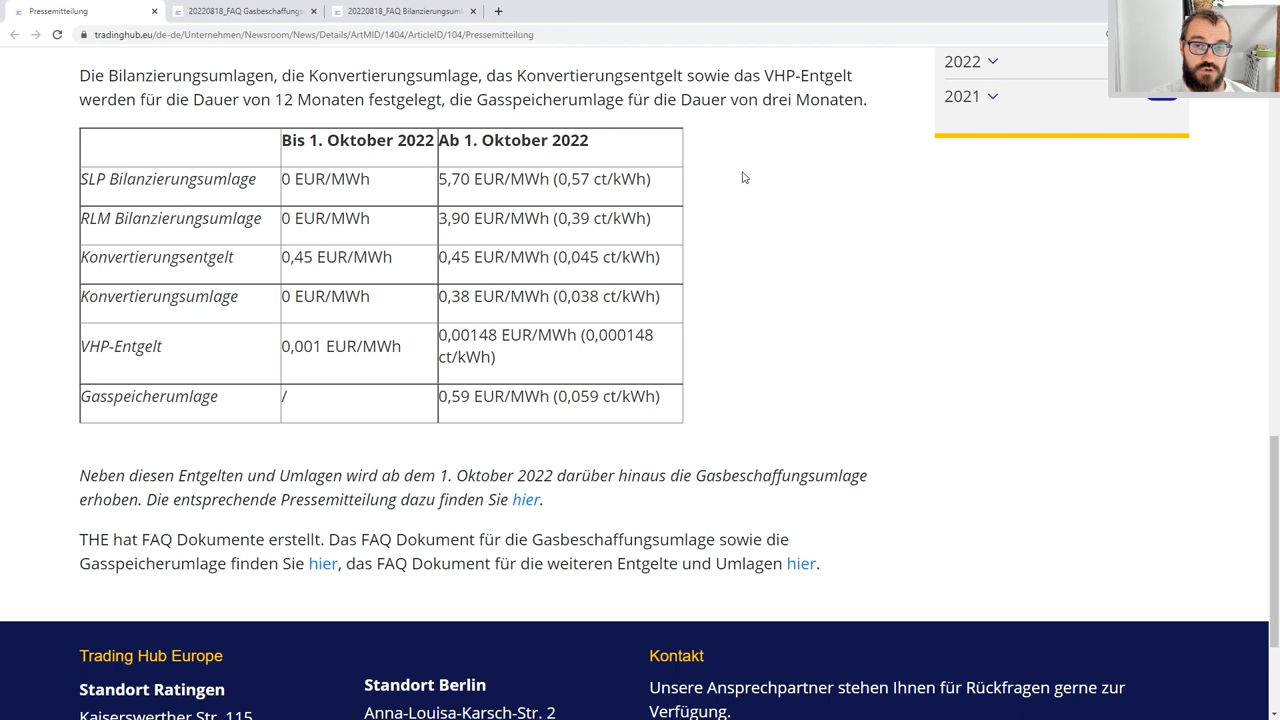 Pressemitteilung
20220818_FAQ Gasbeschaffungs
20220818_FAQ Bilanzierungsuml
tradinghub.eu/de-de/Unternehmen/Newsroom/News/Details/ArtMID/1404/ArticleID/104/Pressemitteilung
2022
2021
Die Bilanzierungsumlagen, die Konvertierungsumlage, das Konvertierungsentgelt sowie das VHP-Entgelt
werden für die Dauer von 12 Monaten festgelegt, die Gasspeicherumlage für die Dauer von drei Monaten.
Bis 1. Oktober 2022 Ab 1. Oktober 2022
SLP Bilanzierungsumlage 0 EUR/MWh 5,70 EUR/MWh (0,57 ct/kWh)
RLM Bilanzierungsumlage 0 EUR/MWh 3,90 EUR/MWh (0,39 ct/kWh)
Konvertierungsentgelt 0,45 EUR/MWh 0,45 EUR/MWh (0,045 ct/kWh)
Konvertierungsumlage 0 EUR/MWh 0,38 EUR/MWh (0,038 ct/kWh)
VHP-Entgelt 0,001 EUR/MWh 0,00148 EUR/MWh (0,000148
ct/kWh)
Gasspeicherumlage / 0,59 EUR/MWh (0,059 ct/kWh)
Neben diesen Entgelten und Umlagen wird ab dem 1. Oktober 2022 darüber hinaus die Gasbeschaffungsumlage
erhoben. Die entsprechende Pressemitteilung dazu finden Sie hier.
THE hat FAQ Dokumente erstellt. Das FAQ Dokument für die Gasbeschaffungsumlage sowie die
Gasspeicherumlage finden Sie hier, das FAQ Dokument für die weiteren Entgelte und Umlagen hier.
Trading Hub Europe
Standort Ratingen
Kaiserswerther Str. 115
Standort Berlin
Anna-Louisa-Karsch-Str. 2
Kontakt
Unsere Ansprechpartner stehen Ihnen für Rückfragen gerne zur
Verfügung.